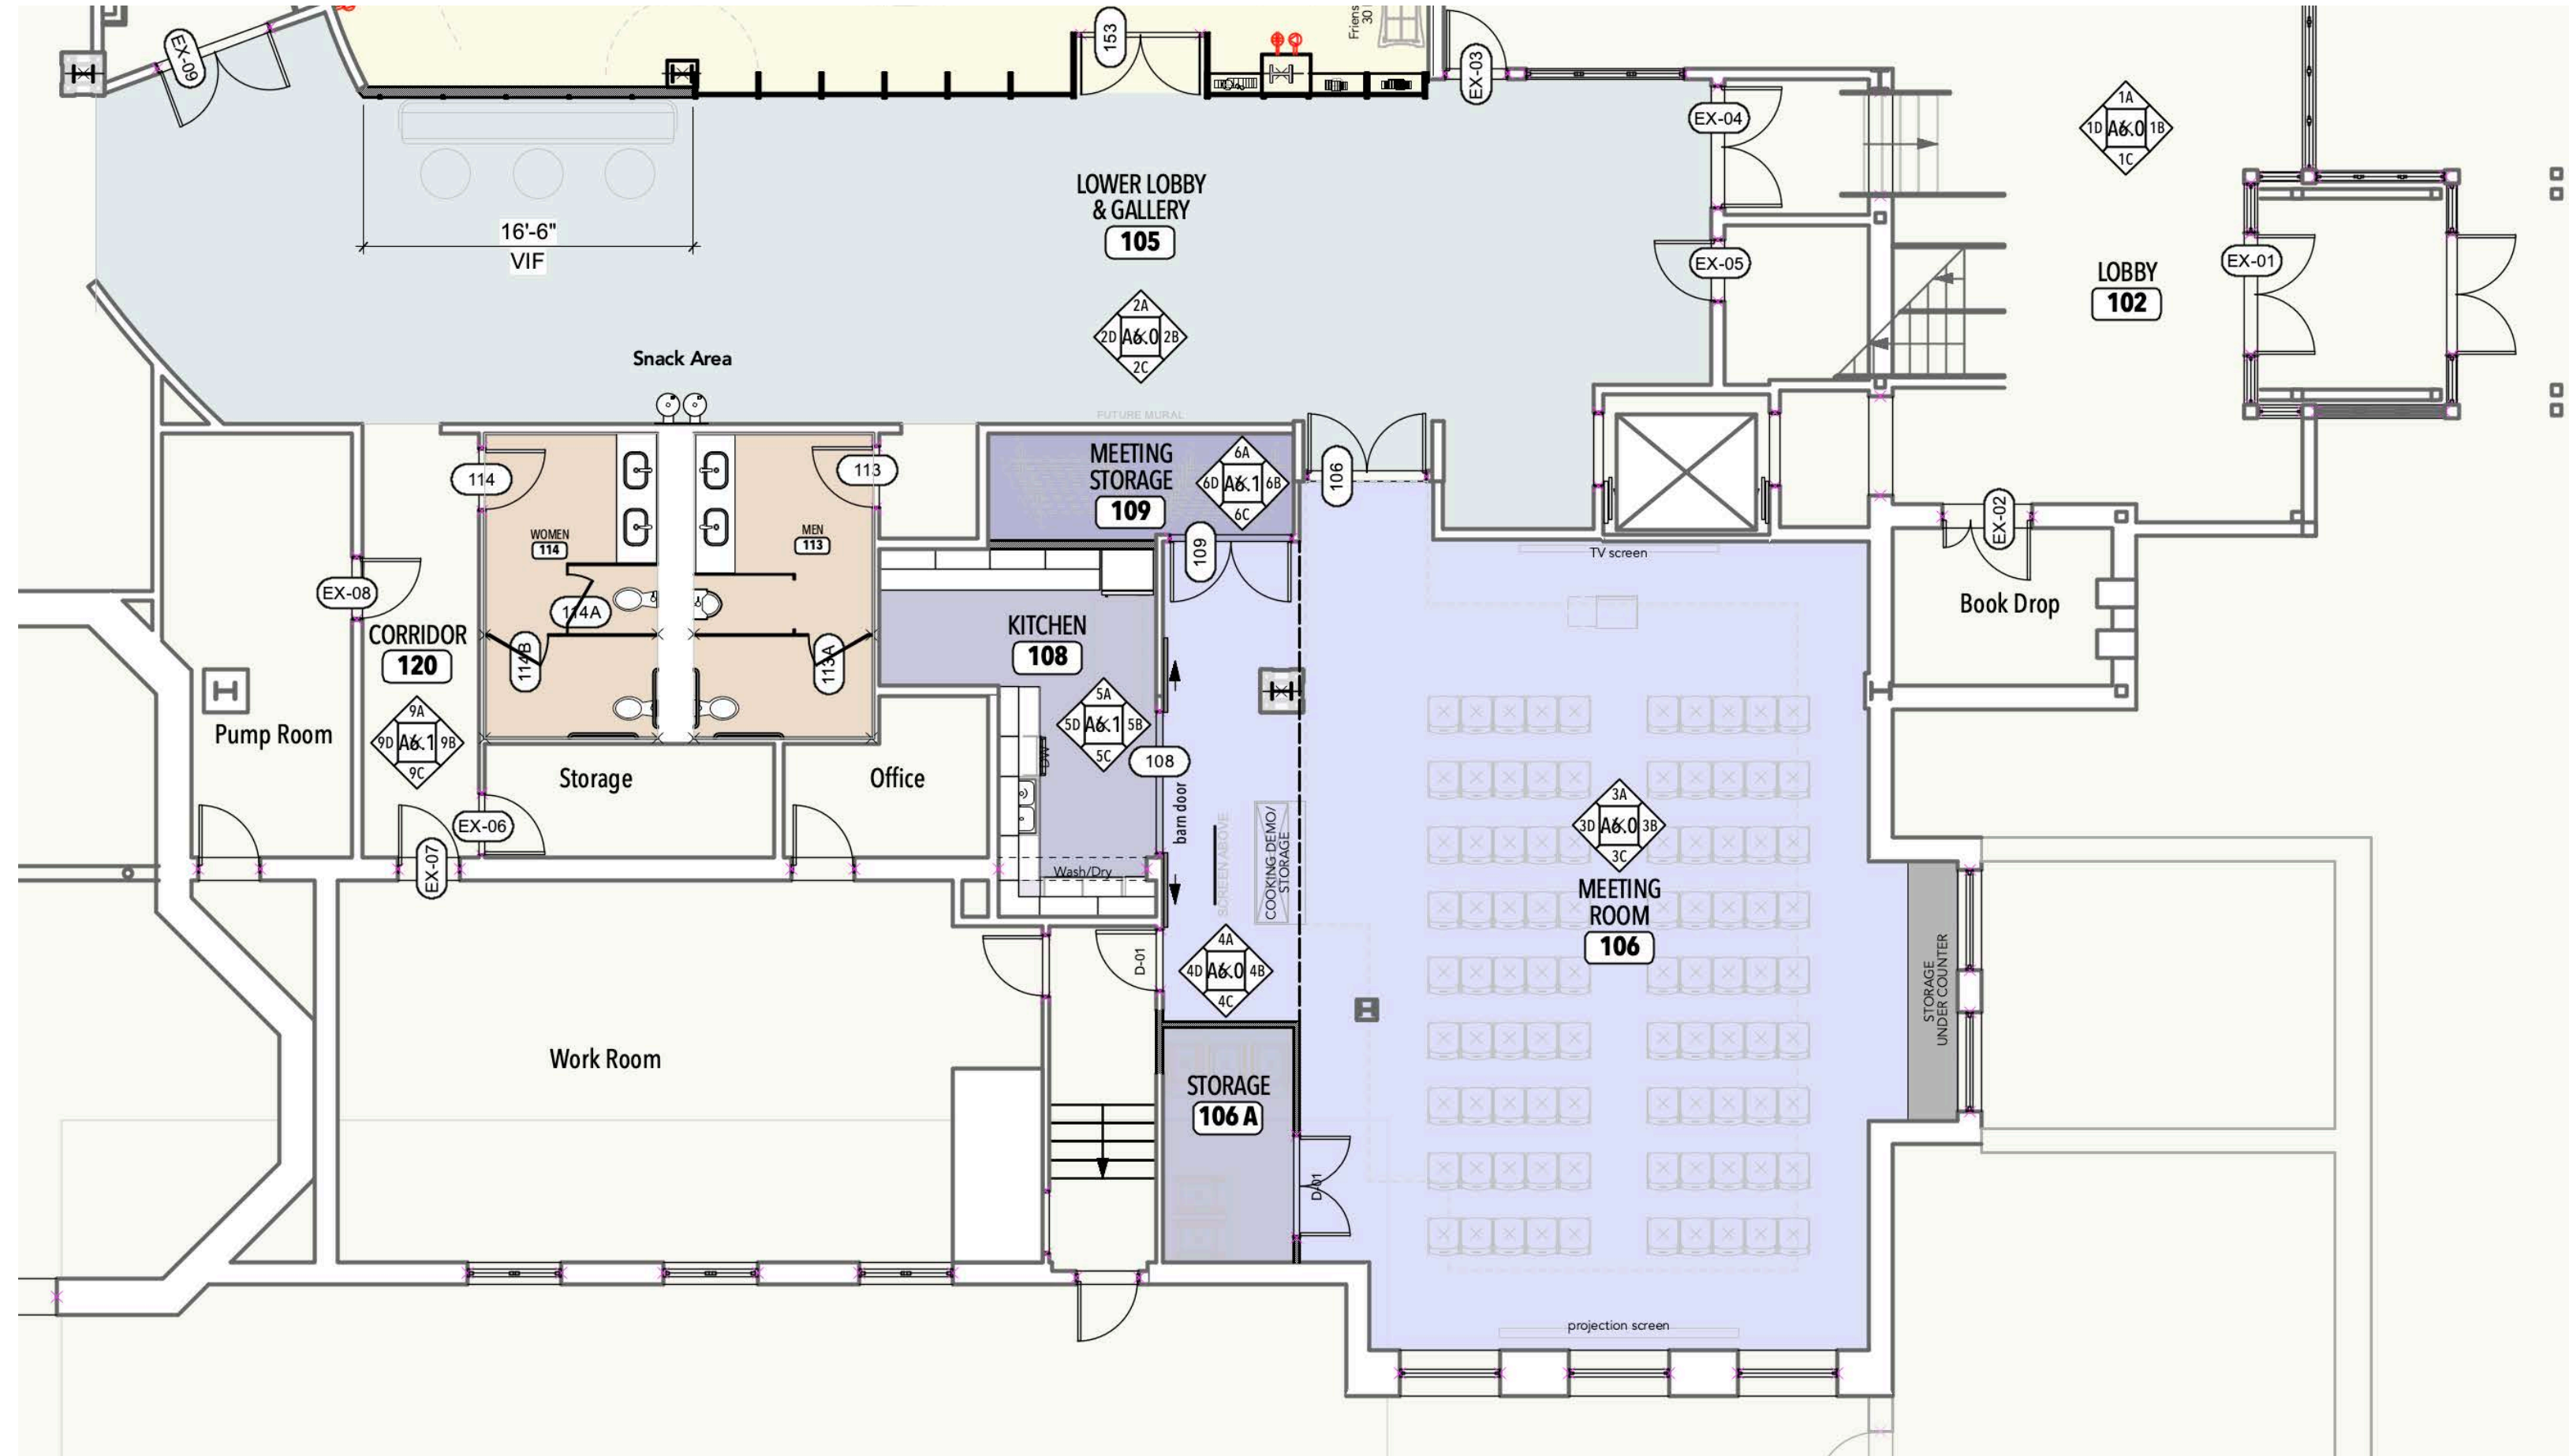 EX-09
153
Friens
30
EX-03
EX-04
1A
1D A6.0 1B
1C
LOWER LOBBY
& GALLERY
105
16'-6"
VIF
EX-05
EX-01
LOBBY
102
2A
2D A6.0 2B
2C
Snack Area
FUTURE MURAL
114
113
MEETING
STORAGE
109
6A
6D A6.1 6B
6C
106
EX-02
WOMEN
114
MEN
113
109
TV screen
EX-08
114A
Book Drop
CORRIDOR
120
KITCHEN
108
114B
113A
9A
9D A6.1 9B
9C
5A
5D A6.1 5B
5C
Pump Room
DW
108
Storage
Office
barn door
SCREEN ABOVE
COOKING DEMO/
STORAGE
3A
3D A6.0 3B
3C
EX-06
EX-07
Wash/Dry
MEETING
ROOM
106
4A
4D A6.0 4B
4C
D-01
STORAGE
UNDER COUNTER
Work Room
STORAGE
106 A
D-01
projection screen